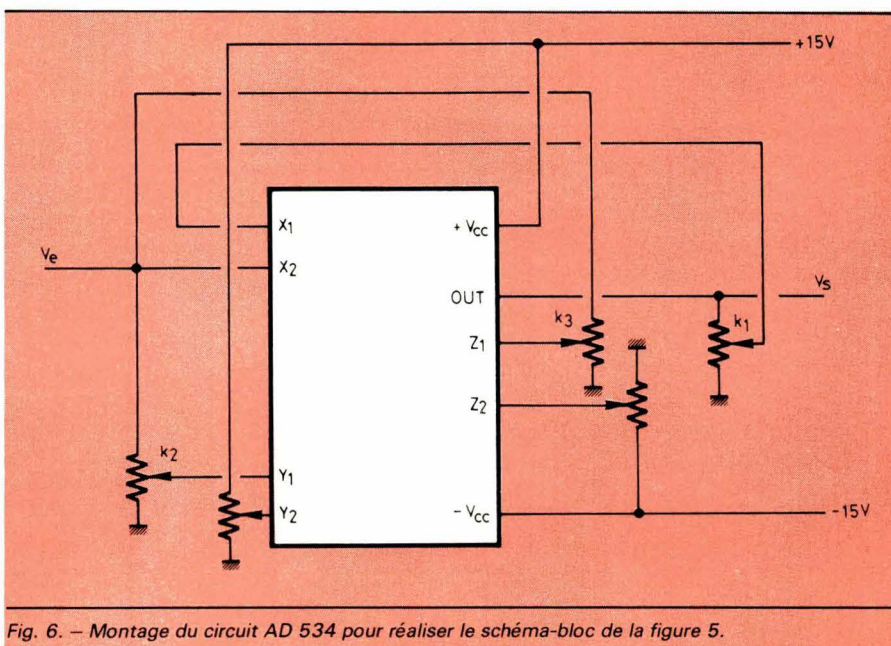 +15V
X1
+ Vcc
Ve
X2
OUT
Vs
k3
k1
Z1
Z2
k2
Y1
Y2
- Vcc
-15V
Fig. 6. – Montage du circuit AD 534 pour réaliser le schéma-bloc de la figure 5.